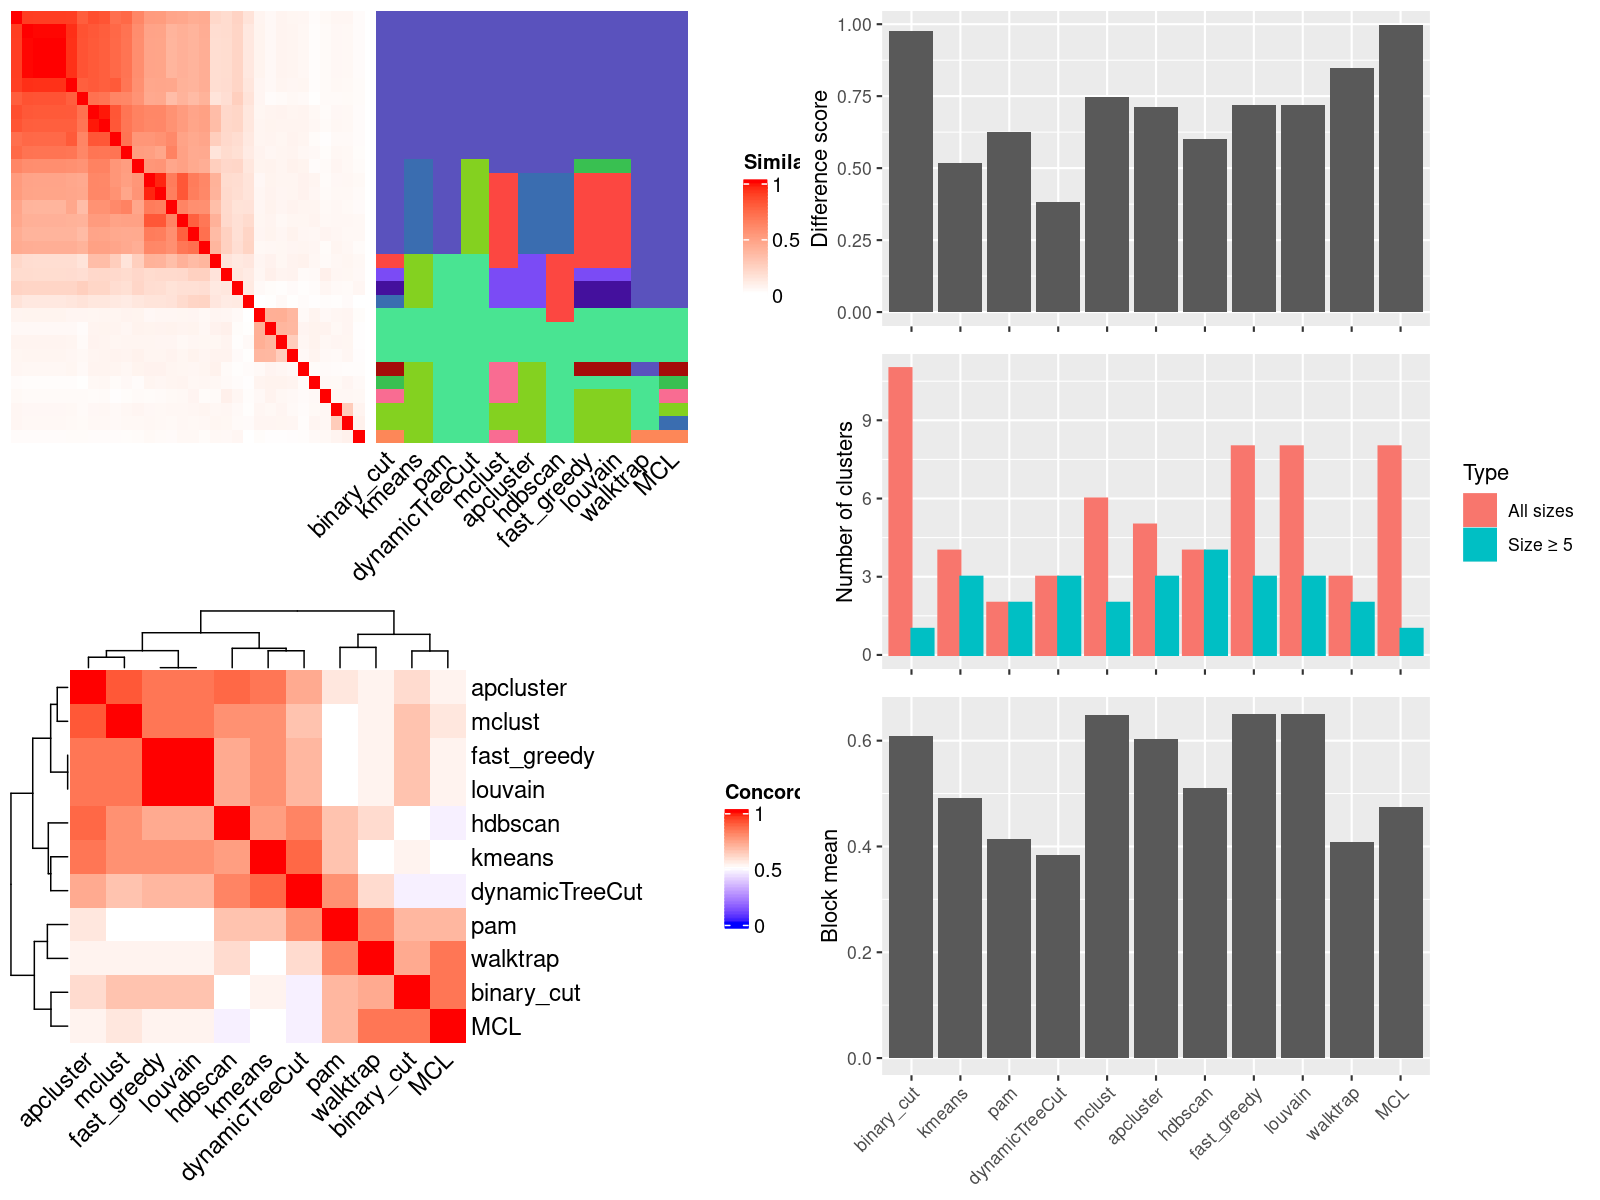 Simila
1
0.5
0
binary_cut
kmeans
pam
dynamicTreeCut
mclust
apcluster
hdbscan
fast_greedy
louvain
walktrap
MCL
apcluster
mclust
fast_greedy
louvain
hdbscan
kmeans
dynamicTreeCut
pam
walktrap
binary_cut
MCL
Concord
1
0.5
0
apcluster
mclust
fast_greedy
louvain
hdbscan
kmeans
dynamicTreeCut
pam
walktrap
binary_cut
MCL
Difference score
1.00
0.75
0.50
0.25
0.00
Number of clusters
9
6
3
0
Type
All sizes
Size ≥ 5
Block mean
0.6
0.4
0.2
0.0
binary_cut
kmeans
pam
dynamicTreeCut
mclust
apcluster
hdbscan
fast_greedy
louvain
walktrap
MCL